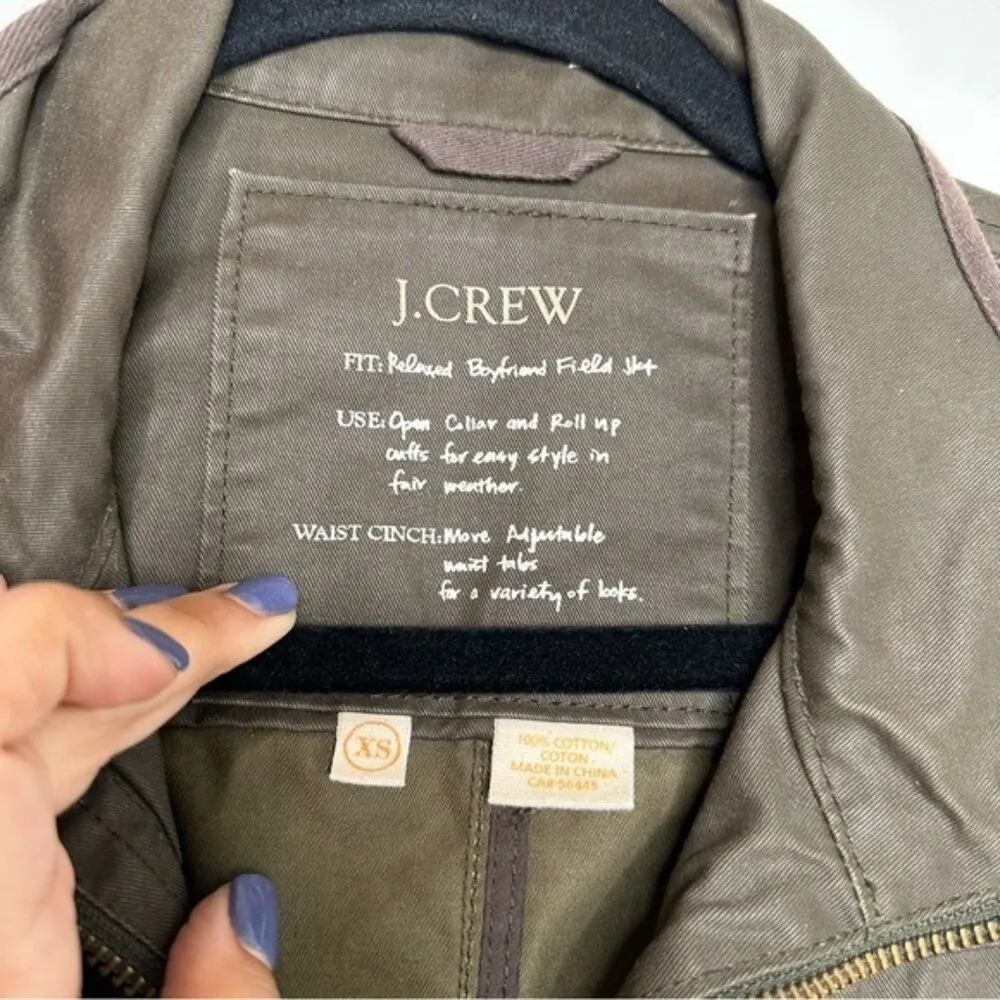 J.CREW
FIT: Relaxed Boyfriend Field Jkt
USE: Open Collar and Roll up
cuffs for easy style in
fair weather.
WAIST CINCH: Move Adjustable
waist tabs
for a variety of looks.
XS
100% COTTON/
COTON
MADE IN CHINA
CA# 56445